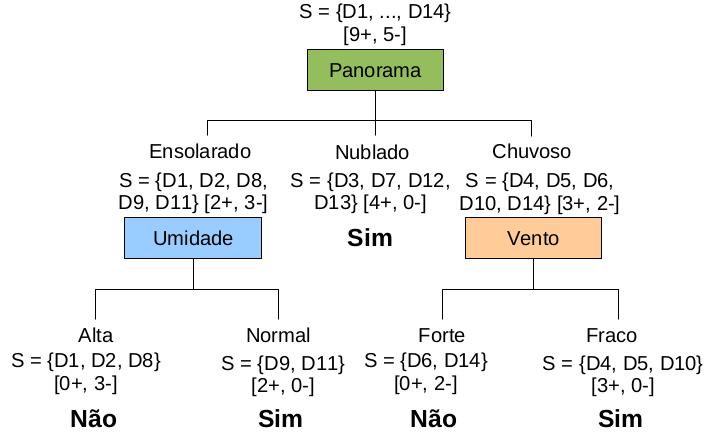 S = {D1, ..., D14}
[9+, 5-]
Panorama
Ensolarado
Nublado
Chuvoso
S = {D1, D2, D8,
D9, D11} [2+, 3-]
S = {D3, D7, D12,
D13} [4+, 0-]
S = {D4, D5, D6,
D10, D14} [3+, 2-]
Umidade
Sim
Vento
Alta
Normal
Forte
Fraco
S = {D1, D2, D8}
[0+, 3-]
S = {D9, D11}
[2+, 0-]
S = {D6, D14}
[0+, 2-]
S = {D4, D5, D10}
[3+, 0-]
Não
Sim
Não
Sim